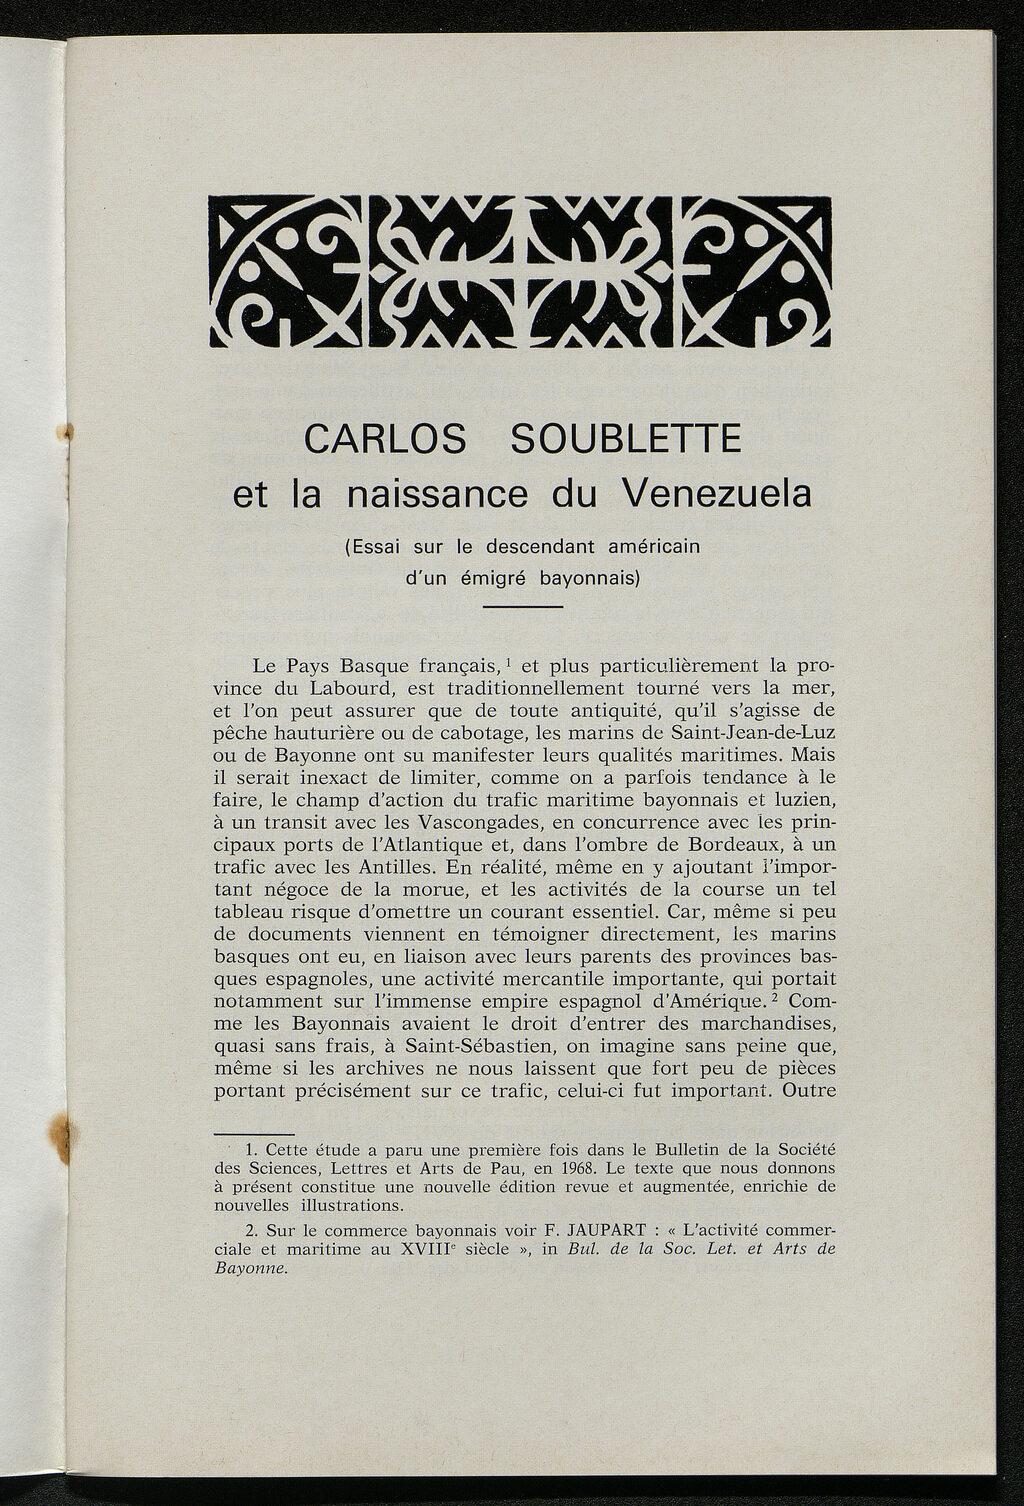 CARLOS SOUBLETTE
et la naissance du Venezuela
(Essai sur le descendant américain
d'un émigré bayonnais)
Le Pays Basque français, ¹ et plus particulièrement la pro-
vince du Labourd, est traditionnellement tourné vers la mer,
et l'on peut assurer que de toute antiquité, qu'il s'agisse de
pêche hauturière ou de cabotage, les marins de Saint-Jean-de-Luz
ou de Bayonne ont su manifester leurs qualités maritimes. Mais
il serait inexact de limiter, comme on a parfois tendance à le
faire, le champ d'action du trafic maritime bayonnais et luzien,
à un transit avec les Vascongades, en concurrence avec les prin-
cipaux ports de l'Atlantique et, dans l'ombre de Bordeaux, à un
trafic avec les Antilles. En réalité, même en y ajoutant l'impor-
tant négoce de la morue, et les activités de la course un tel
tableau risque d'omettre un courant essentiel. Car, même si peu
de documents viennent en témoigner directement, les marins
basques ont eu, en liaison avec leurs parents des provinces bas-
ques espagnoles, une activité mercantile importante, qui portait
notamment sur l'immense empire espagnol d'Amérique. ² Com-
me les Bayonnais avaient le droit d'entrer des marchandises,
quasi sans frais, à Saint-Sébastien, on imagine sans peine que,
même si les archives ne nous laissent que fort peu de pièces
portant précisément sur ce trafic, celui-ci fut important. Outre
1. Cette étude a paru une première fois dans le Bulletin de la Société
des Sciences, Lettres et Arts de Pau, en 1968. Le texte que nous donnons
à présent constitue une nouvelle édition revue et augmentée, enrichie de
nouvelles illustrations.
2. Sur le commerce bayonnais voir F. JAUPART : « L'activité commer-
ciale et maritime au XVIIIᵉ siècle », in Bul. de la Soc. Let. et Arts de
Bayonne.